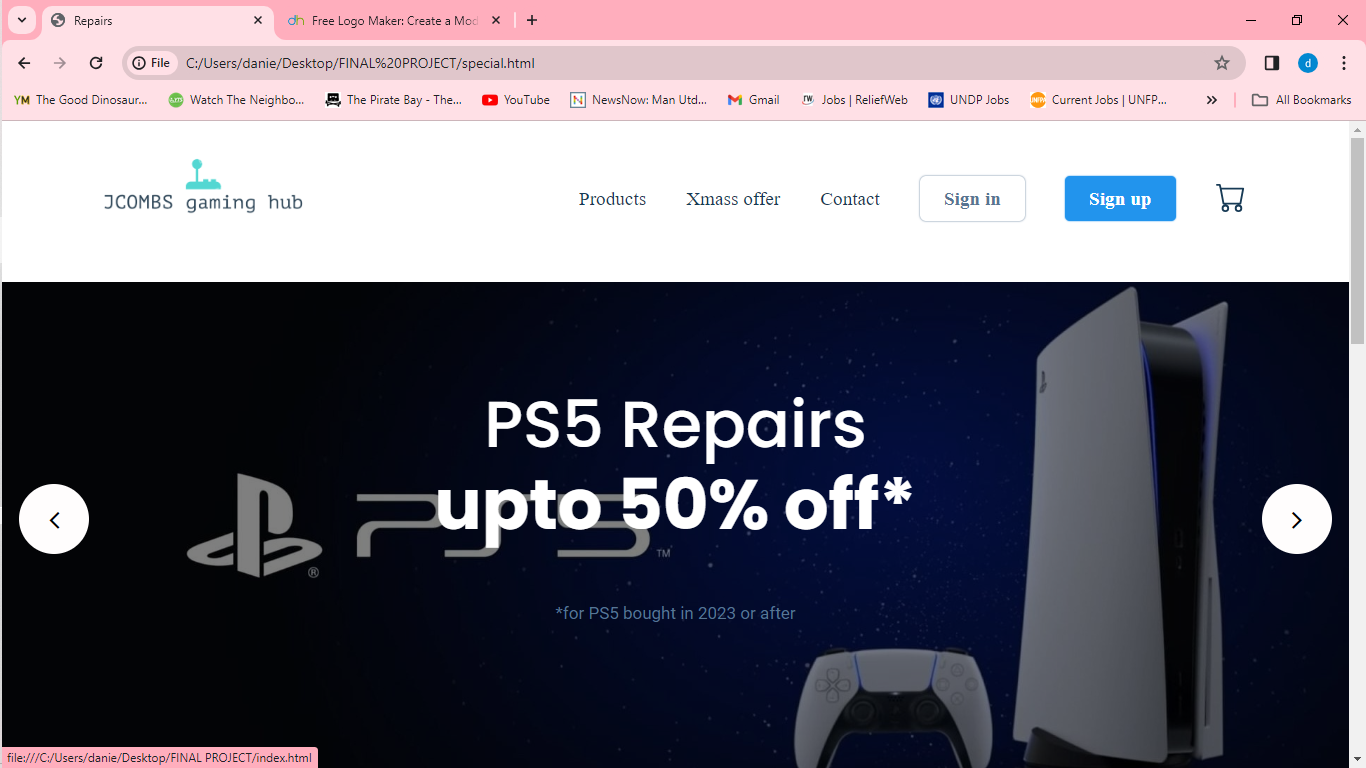 Repairs
Free Logo Maker: Create a Mod
File C:/Users/danie/Desktop/FINAL%20PROJECT/special.html
d
YM The Good Dinosaur... Watch The Neighbo... The Pirate Bay - The... YouTube N NewsNow: Man Utd... Gmail rw Jobs | ReliefWeb UNDP Jobs UNFPA Current Jobs | UNFP... All Bookmarks
JCOMBS gaming hub
Products Xmass offer Contact Sign in Sign up
PS5 Repairs
upto 50% off*
PS5™
®
*for PS5 bought in 2023 or after
file:///C:/Users/danie/Desktop/FINAL PROJECT/index.html